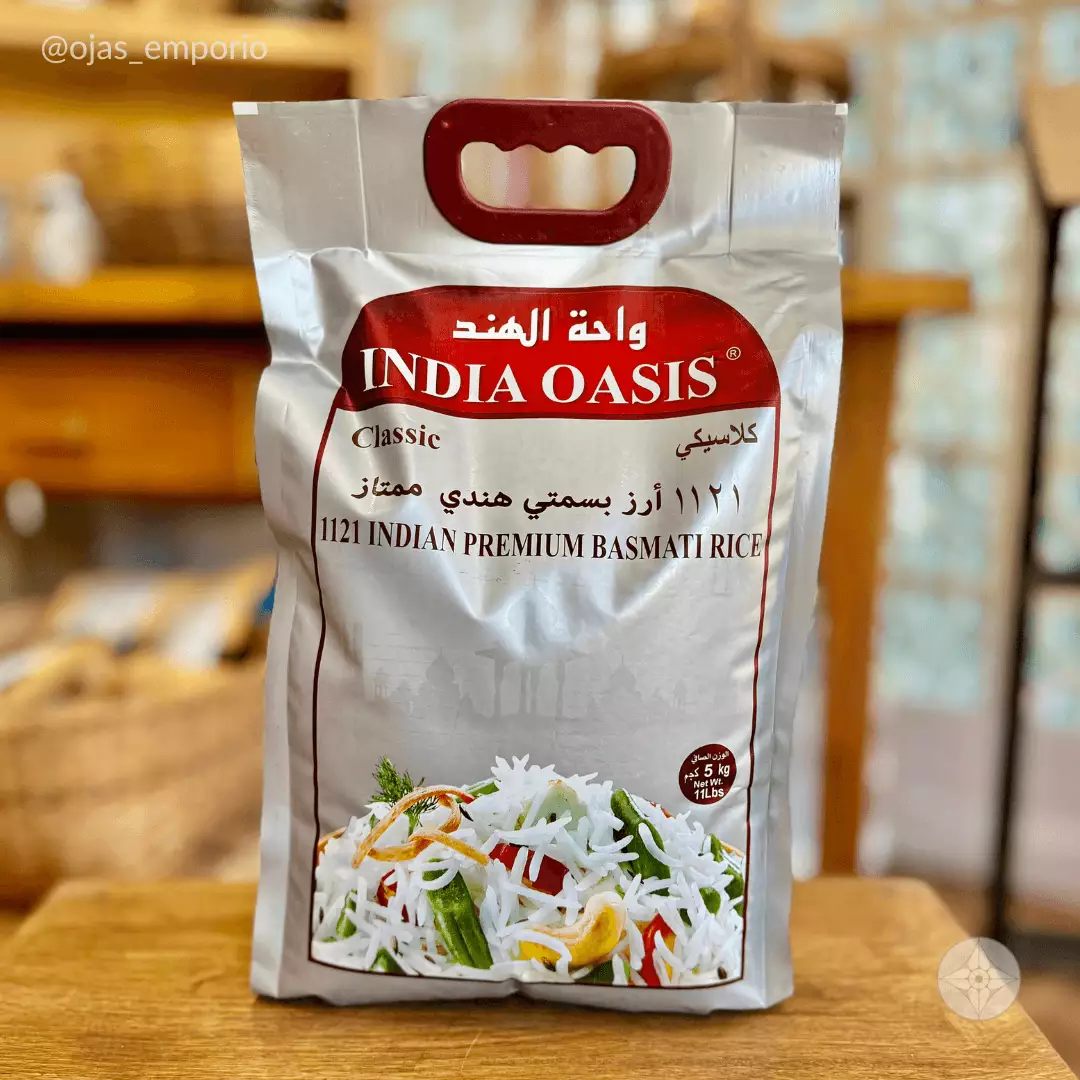 @ojas_emporio
واحة الهند
INDIA OASIS ®
Classic كلاسيكي
١١٢١ أرز بسمتي هندي ممتاز
1121 INDIAN PREMIUM BASMATI RICE
الوزن الصافي
5 kg كجم
Net Wt.
11Lbs